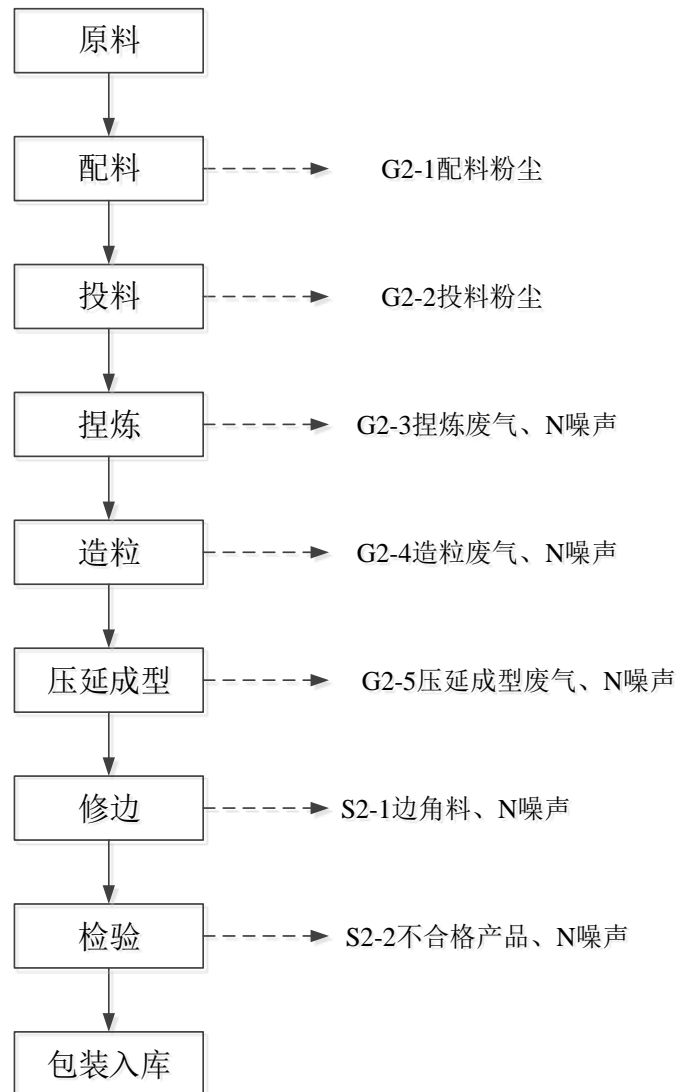 原料
配料
G2-1配料粉尘
投料
G2-2投料粉尘
捏炼
G2-3捏炼废气、N噪声
造粒
G2-4造粒废气、N噪声
压延成型
G2-5压延成型废气、N噪声
修边
S2-1边角料、N噪声
检验
S2-2不合格产品、N噪声
包装入库